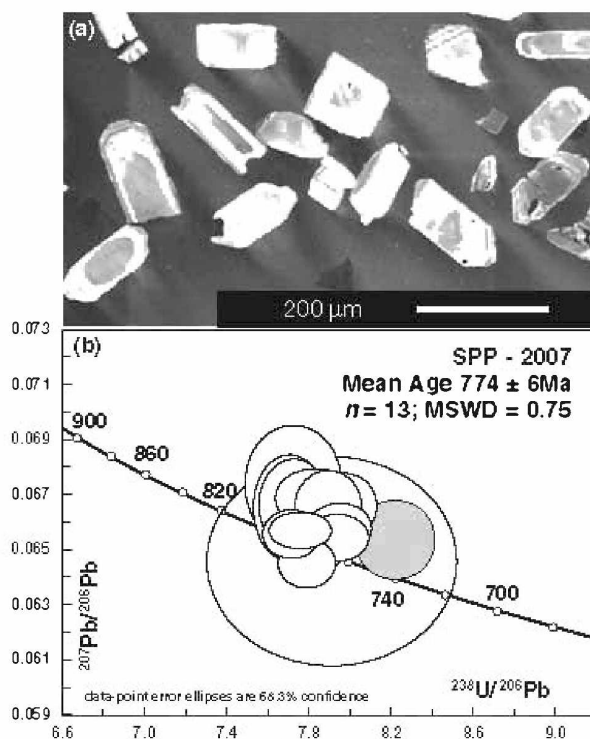 (a)
200 µm
(b)
SPP - 2007
Mean Age 774 ± 6Ma
n = 13; MSWD = 0.75
0.073
0.071
0.069
0.067
0.065
0.063
0.061
0.059
900
860
820
740
700
²⁰⁷Pb/²⁰⁶Pb
²³⁸U/²⁰⁶Pb
data-point error ellipses are 68.3% confidence
6.6 7.0 7.4 7.8 8.2 8.6 9.0